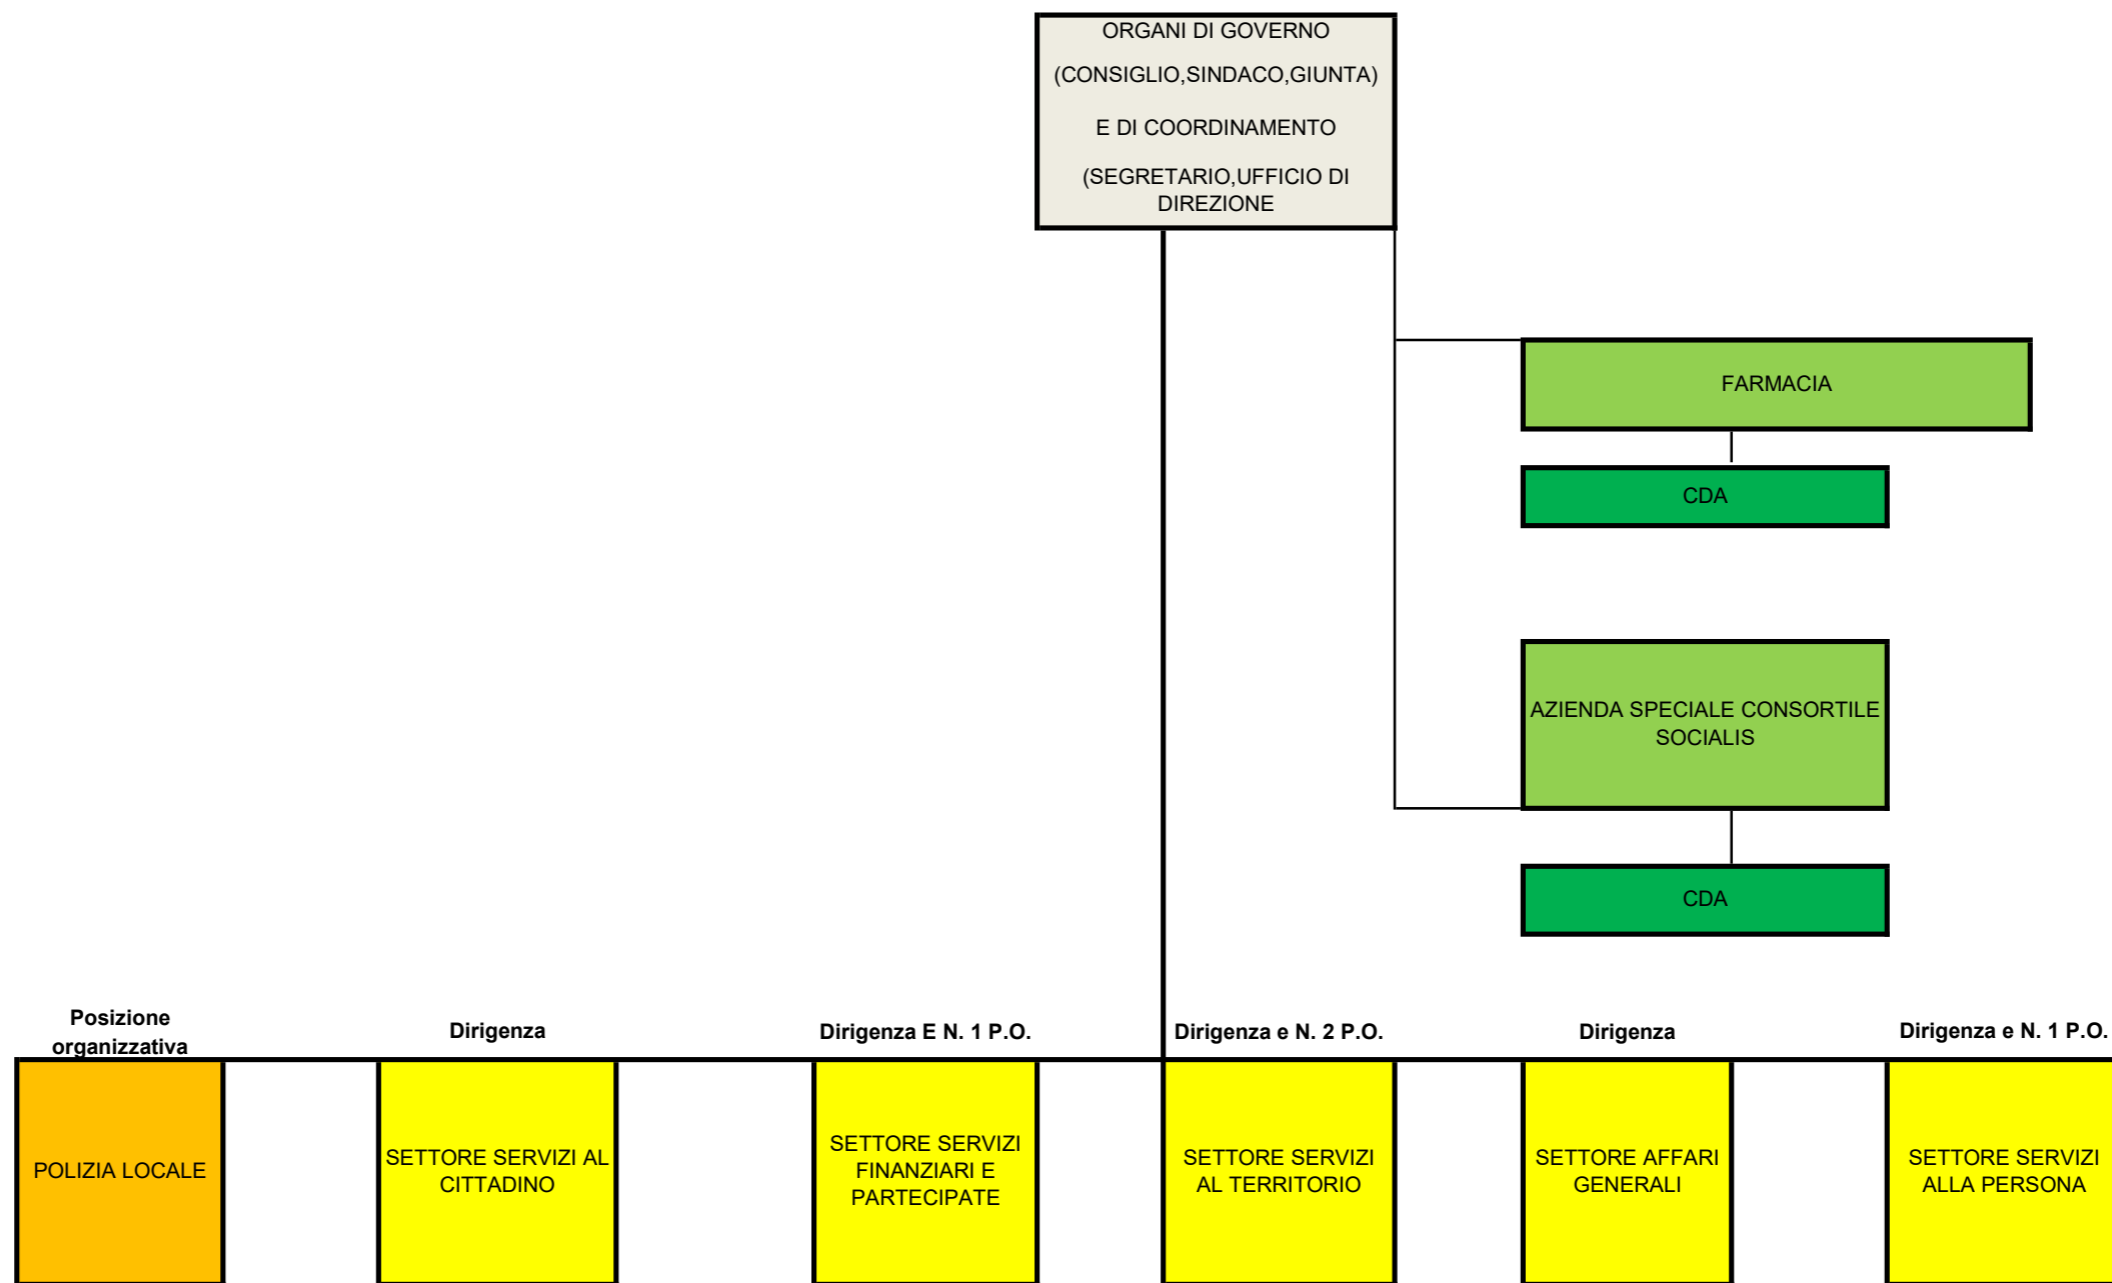 ORGANI DI GOVERNO
(CONSIGLIO,SINDACO,GIUNTA)
E DI COORDINAMENTO
(SEGRETARIO,UFFICIO DI
DIREZIONE
FARMACIA
CDA
AZIENDA SPECIALE CONSORTILE
SOCIALIS
CDA
Posizione
organizzativa
Dirigenza
Dirigenza E N. 1 P.O.
Dirigenza e N. 2 P.O.
Dirigenza
Dirigenza e N. 1 P.O.
POLIZIA LOCALE
SETTORE SERVIZI AL
CITTADINO
SETTORE SERVIZI
FINANZIARI E
PARTECIPATE
SETTORE SERVIZI
AL TERRITORIO
SETTORE AFFARI
GENERALI
SETTORE SERVIZI
ALLA PERSONA